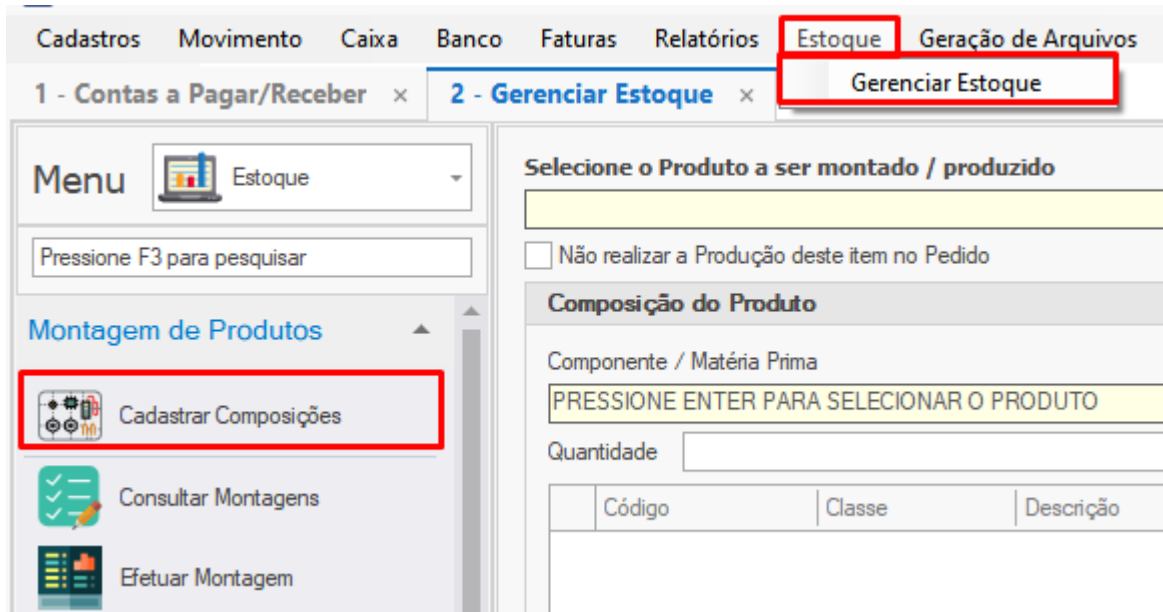 Cadastros Movimento Caixa Banco Faturas Relatórios Estoque Geração de Arquivos
Gerenciar Estoque
1 - Contas a Pagar/Receber × 2 - Gerenciar Estoque ×
Menu Estoque
Pressione F3 para pesquisar
Montagem de Produtos
Cadastrar Composições
Consultar Montagens
Efetuar Montagem
Selecione o Produto a ser montado / produzido
Não realizar a Produção deste item no Pedido
Composição do Produto
Componente / Matéria Prima
PRESSIONE ENTER PARA SELECIONAR O PRODUTO
Quantidade
Código Classe Descrição